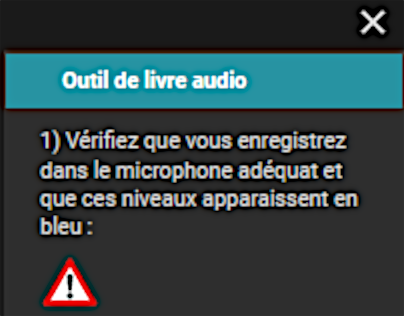 Outil de livre audio
1) Vérifiez que vous enregistrez
dans le microphone adéquat et
que ces niveaux apparaissent en
bleu :